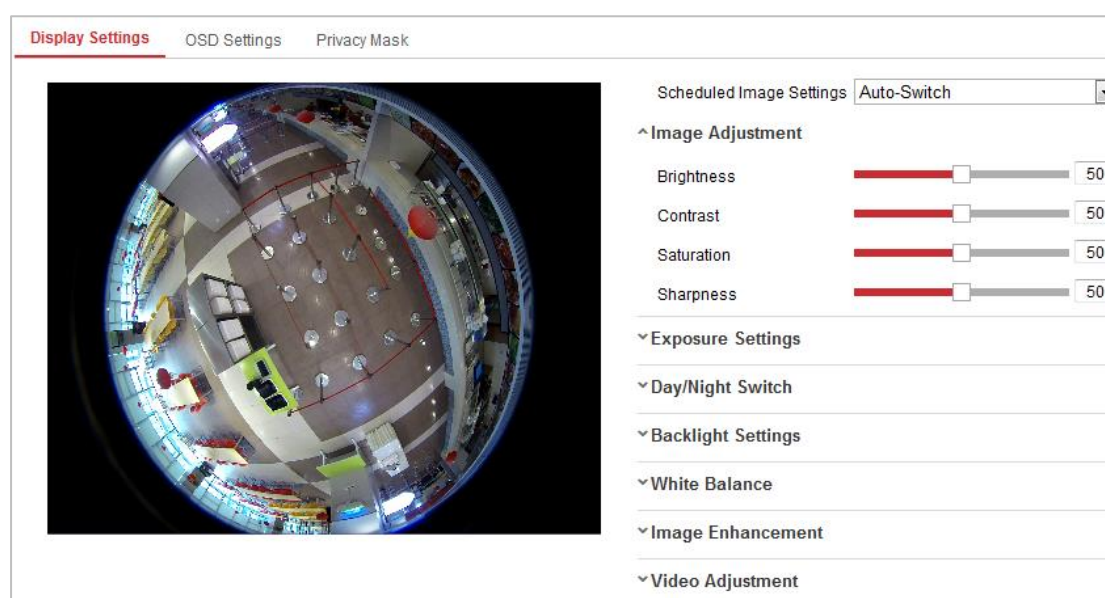 Display Settings OSD Settings Privacy Mask
Scheduled Image Settings Auto-Switch
Image Adjustment
Brightness 50
Contrast 50
Saturation 50
Sharpness 50
Exposure Settings
Day/Night Switch
Backlight Settings
White Balance
Image Enhancement
Video Adjustment